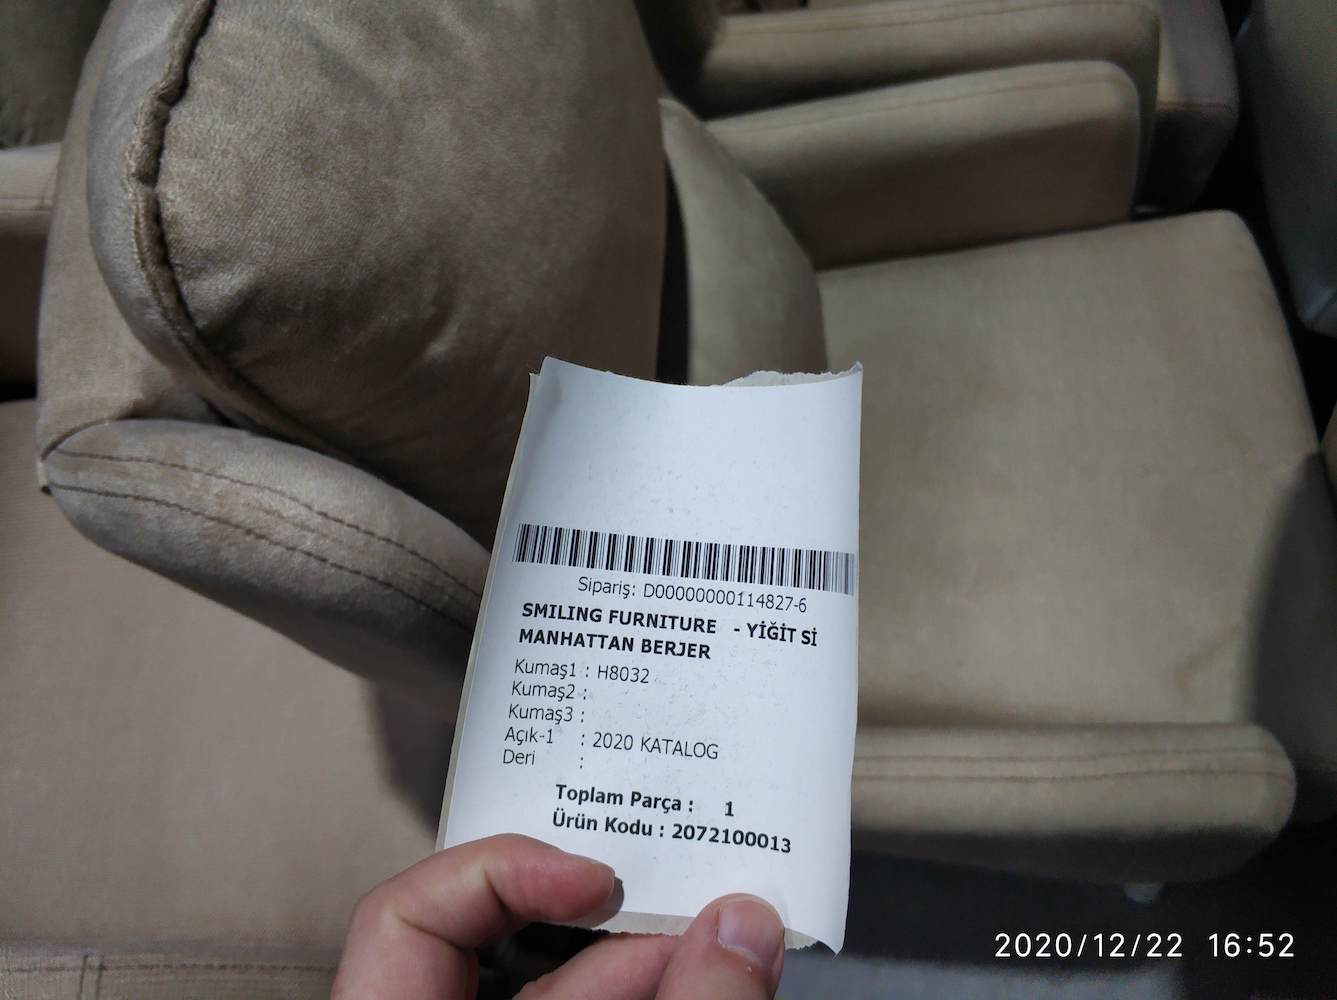 Sipariş: D00000000114827-6
SMILING FURNITURE - YİĞİT Sİ
MANHATTAN BERJER
Kumaş1 : H8032
Kumaş2 :
Kumaş3 :
Açık-1 : 2020 KATALOG
Deri :
Toplam Parça : 1
Ürün Kodu : 2072100013
2020/12/22 16:52